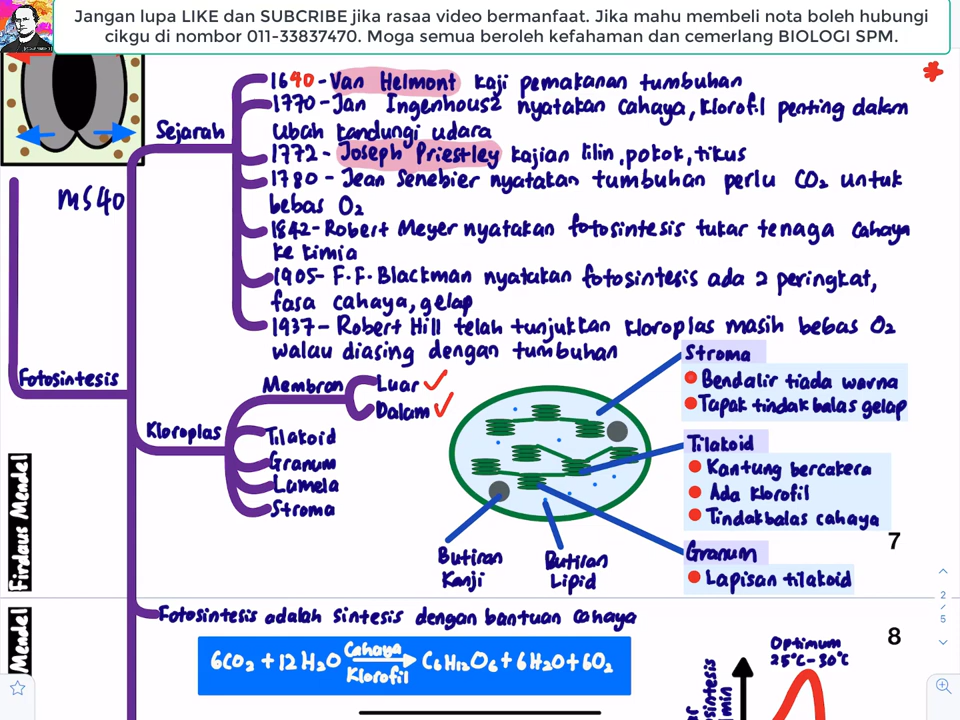 Jangan lupa LIKE dan SUBSCRIBE jika rasaa video bermanfaat. Jika mahu membeli nota boleh hubungi
cikgu di nombor 011-33837470. Moga semua beroleh kefahaman dan cemerlang BIOLOGI SPM.
MS40
Sejarah
1640 - Van Helmont kaji pemakanan tumbuhan
1770 - Jan Ingenhousz nyatakan cahaya, klorofil penting dalam
ubah kandungi udara
1772 - Joseph Priestley kajian lilin, pokok, tikus
1780 - Jean Senebier nyatakan tumbuhan perlu CO₂ untuk
bebas O₂
1842 - Robert Meyer nyatakan fotosintesis tukar tenaga cahaya
ke kimia
1905 - F.F. Blackman nyatakan fotosintesis ada 2 peringkat,
fasa cahaya, gelap
1937 - Robert Hill telah tunjukkan kloroplas masih bebas O₂
walau diasing dengan tumbuhan
Fotosintesis
Kloroplas
Membran
Luar
Dalam
Tilakoid
Granum
Lamela
Stroma
Stroma
Bendalir tiada warna
Tapak tindak balas gelap
Tilakoid
Kantung bercakera
Ada klorofil
Tindakbalas cahaya
Granum
Lapisan tilakoid
Butiran
Kanji
Butiran
Lipid
Firdaus Mendel
7
2
/
5
Mendel
Fotosintesis adalah sintesis dengan bantuan cahaya
8
6CO₂ + 12H₂O Cahaya Klorofil → C₆H₁₂O₆ + 6H₂O + 6O₂
Optimum
25°C - 30°C